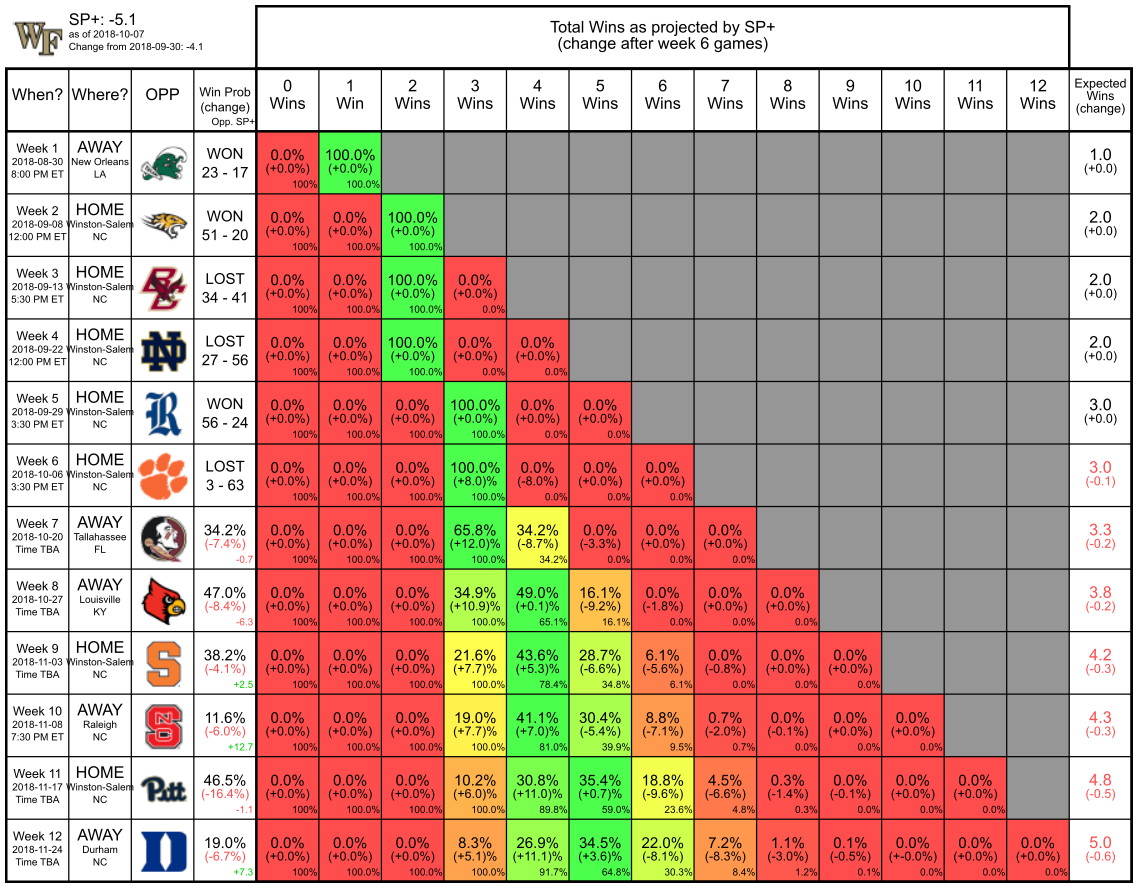 WF
SP+: -5.1
as of 2018-10-07
Change from 2018-09-30: -4.1
Total Wins as projected by SP+
(change after week 6 games)
When? Where? OPP Win Prob (change) Opp. SP+ 0 Wins 1 Win 2 Wins 3 Wins 4 Wins 5 Wins 6 Wins 7 Wins 8 Wins 9 Wins 10 Wins 11 Wins 12 Wins Expected Wins (change)
Week 1 AWAY WON 0.0% 100.0% 1.0
2018-08-30 New Orleans 23 - 17 (+0.0%) (+0.0%) (+0.0)
8:00 PM ET LA 100% 100.0%
Week 2 HOME WON 0.0% 0.0% 100.0% 2.0
2018-09-08 Winston-Salem 51 - 20 (+0.0%) (+0.0%) (+0.0%) (+0.0)
12:00 PM ET NC 100% 100.0% 100.0%
Week 3 HOME LOST 0.0% 0.0% 100.0% 0.0% 2.0
2018-09-13 Winston-Salem 34 - 41 (+0.0%) (+0.0%) (+0.0%) (+0.0%) (+0.0)
5:30 PM ET NC 100% 100.0% 100.0% 0.0%
Week 4 HOME LOST 0.0% 0.0% 100.0% 0.0% 0.0% 2.0
2018-09-22 Winston-Salem 27 - 56 (+0.0%) (+0.0%) (+0.0%) (+0.0%) (+0.0%) (+0.0)
12:00 PM ET NC 100% 100.0% 100.0% 0.0% 0.0%
Week 5 HOME WON 0.0% 0.0% 0.0% 100.0% 0.0% 0.0% 3.0
2018-09-29 Winston-Salem 56 - 24 (+0.0%) (+0.0%) (+0.0%) (+0.0%) (+0.0%) (+0.0%) (+0.0)
3:30 PM ET NC 100% 100.0% 100.0% 100.0% 0.0% 0.0%
Week 6 HOME LOST 0.0% 0.0% 0.0% 100.0% 0.0% 0.0% 0.0% 3.0
2018-10-06 Winston-Salem 3 - 63 (+0.0%) (+0.0%) (+0.0%) (+8.0)% (-8.0%) (+0.0%) (+0.0%) (-0.1)
3:30 PM ET NC 100% 100.0% 100.0% 100.0% 0.0% 0.0% 0.0%
Week 7 AWAY 34.2% 0.0% 0.0% 0.0% 65.8% 34.2% 0.0% 0.0% 0.0% 3.3
2018-10-20 Tallahassee (-7.4%) (+0.0%) (+0.0%) (+0.0%) (+12.0)% (-8.7%) (-3.3%) (+0.0%) (+0.0%) (-0.2)
Time TBA FL -0.7 100% 100.0% 100.0% 100.0% 34.2% 0.0% 0.0% 0.0%
Week 8 AWAY 47.0% 0.0% 0.0% 0.0% 34.9% 49.0% 16.1% 0.0% 0.0% 0.0% 3.8
2018-10-27 Louisville (-8.4%) (+0.0%) (+0.0%) (+0.0%) (+10.9)% (+0.1)% (-9.2%) (-1.8%) (+0.0%) (+0.0%) (-0.2)
Time TBA KY -6.3 100% 100.0% 100.0% 100.0% 65.1% 16.1% 0.0% 0.0% 0.0%
Week 9 HOME 38.2% 0.0% 0.0% 0.0% 21.6% 43.6% 28.7% 6.1% 0.0% 0.0% 0.0% 4.2
2018-11-03 Winston-Salem (-4.1%) (+0.0%) (+0.0%) (+0.0%) (+7.7)% (+5.3)% (-6.6%) (-5.6%) (-0.8%) (+0.0%) (+0.0%) (-0.3)
Time TBA NC +2.5 100% 100.0% 100.0% 100.0% 78.4% 34.8% 6.1% 0.0% 0.0% 0.0%
Week 10 AWAY 11.6% 0.0% 0.0% 0.0% 19.0% 41.1% 30.4% 8.8% 0.7% 0.0% 0.0% 0.0% 4.3
2018-11-08 Raleigh (-6.0%) (+0.0%) (+0.0%) (+0.0%) (+7.7)% (+7.0)% (-5.4%) (-7.1%) (-2.0%) (-0.1%) (+0.0%) (+0.0%) (-0.3)
7:30 PM ET NC +12.7 100% 100.0% 100.0% 100.0% 81.0% 39.9% 9.5% 0.7% 0.0% 0.0% 0.0%
Week 11 HOME Pitt 46.5% 0.0% 0.0% 0.0% 10.2% 30.8% 35.4% 18.8% 4.5% 0.3% 0.0% 0.0% 0.0% 4.8
2018-11-17 Winston-Salem (-16.4%) (+0.0%) (+0.0%) (+0.0%) (+6.0)% (+11.0)% (+0.7)% (-9.6%) (-6.6%) (-1.4%) (-0.1%) (+0.0%) (+0.0%) (-0.5)
Time TBA NC -1.1 100% 100.0% 100.0% 100.0% 89.8% 59.0% 23.6% 4.8% 0.3% 0.0% 0.0% 0.0%
Week 12 AWAY D 19.0% 0.0% 0.0% 0.0% 8.3% 26.9% 34.5% 22.0% 7.2% 1.1% 0.1% 0.0% 0.0% 0.0% 5.0
2018-11-24 Durham (-6.7%) (+0.0%) (+0.0%) (+0.0%) (+5.1)% (+11.1)% (+3.6)% (-8.1%) (-8.3%) (-3.0%) (-0.5%) (+-0.0%) (+0.0%) (+0.0%) (-0.6)
Time TBA NC +7.3 100% 100.0% 100.0% 100.0% 91.7% 64.8% 30.3% 8.4% 1.2% 0.1% 0.0% 0.0% 0.0%